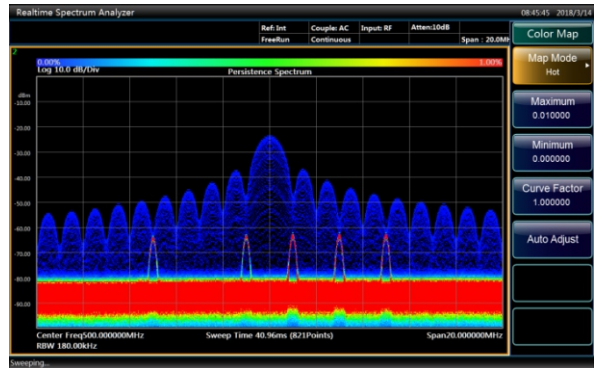 Realtime Spectrum Analyzer 08:45:45 2018/3/14
Ref: Int Couple: AC Input: RF Atten:10dB
FreeRun Continuous Span : 20.0MH
Color Map
0.00% 1.00%
Log 10.0 dB/Div Persistence Spectrum
Map Mode
Hot
dBm
-10.00
Maximum
0.010000
-20.00
-30.00
Minimum
0.000000
-40.00
Curve Factor
1.000000
-50.00
-60.00
Auto Adjust
-70.00
-80.00
-90.00
Center Freq500.000000MHz Sweep Time 40.96ms (821Points) Span20.000000MHz
RBW 180.00kHz
Sweeping...